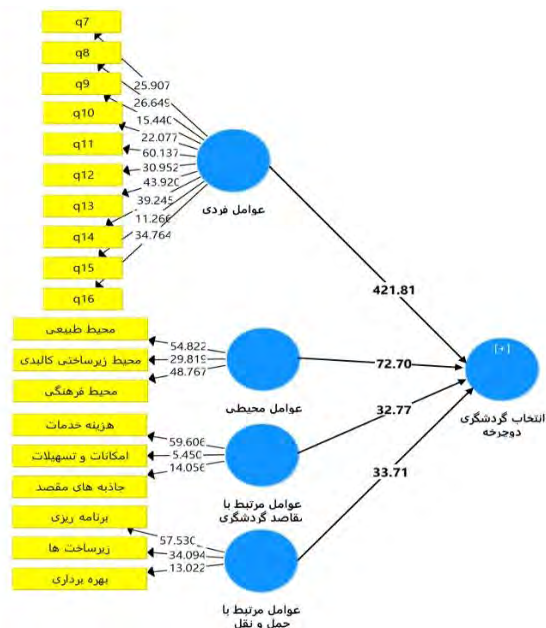 q7
q8
q9
q10
q11
q12
q13
q14
q15
q16
25.907
26.649
15.440
22.077
60.137
30.952
43.920
39.245
11.266
34.764
عوامل فردی
421.81
محیط طبیعی
محیط زیرساختی کالبدی
محیط فرهنگی
54.822
29.819
48.767
عوامل محیطی
72.70
[+]
انتخاب گردشگری
دوچرخه
هزینه خدمات
امکانات و تسهیلات
جاذبه های مقصد
59.606
5.450
14.056
عوامل مرتبط با
مقاصد گردشگری
32.77
برنامه ریزی
زیرساخت ها
بهره برداری
57.530
34.094
13.022
عوامل مرتبط با
حمل و نقل
33.71